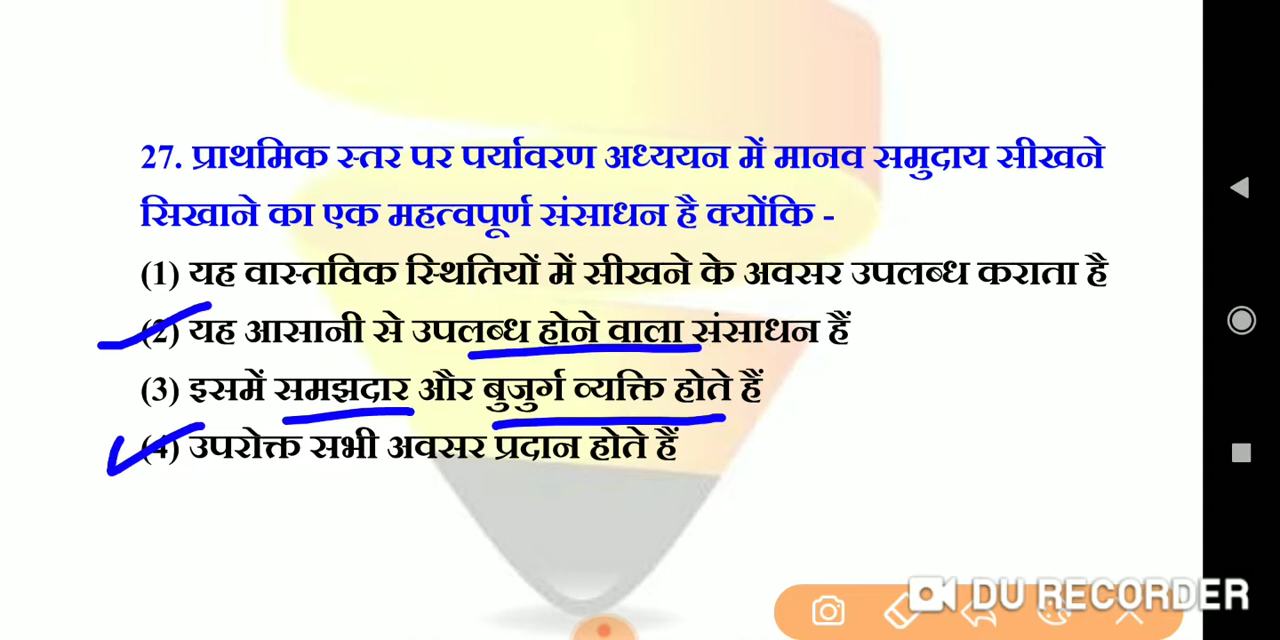 27. प्राथमिक स्तर पर पर्यावरण अध्ययन में मानव समुदाय सीखने
सिखाने का एक महत्वपूर्ण संसाधन है क्योंकि -
(1) यह वास्तविक स्थितियों में सीखने के अवसर उपलब्ध कराता है
(2) यह आसानी से उपलब्ध होने वाला संसाधन हैं
(3) इसमें समझदार और बुजुर्ग व्यक्ति होते हैं
(4) उपरोक्त सभी अवसर प्रदान होते हैं
DU RECORDER